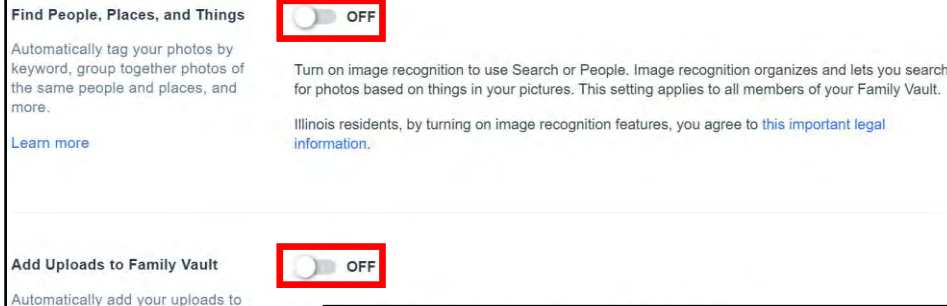 Find People, Places, and Things
OFF
Automatically tag your photos by
keyword, group together photos of
the same people and places, and
more.
Learn more
Turn on image recognition to use Search or People. Image recognition organizes and lets you search
for photos based on things in your pictures. This setting applies to all members of your Family Vault.
Illinois residents, by turning on image recognition features, you agree to this important legal
information.
Add Uploads to Family Vault
OFF
Automatically add your uploads to